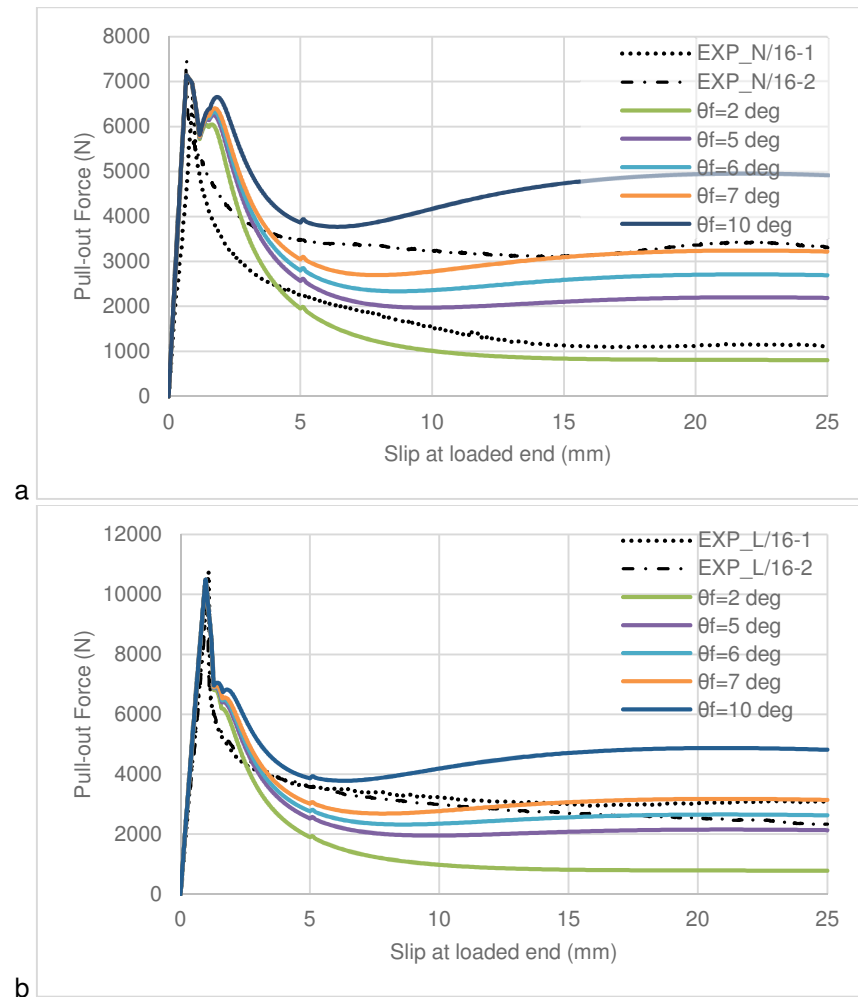 8000
7000
6000
5000
4000
3000
2000
1000
0
Pull-out Force (N)
EXP_N/16-1
EXP_N/16-2
θf=2 deg
θf=5 deg
θf=6 deg
θf=7 deg
θf=10 deg
0 5 10 15 20 25
Slip at loaded end (mm)
a
12000
10000
8000
6000
4000
2000
0
Pull-out Force (N)
EXP_L/16-1
EXP_L/16-2
θf=2 deg
θf=5 deg
θf=6 deg
θf=7 deg
θf=10 deg
0 5 10 15 20 25
Slip at loaded end (mm)
b